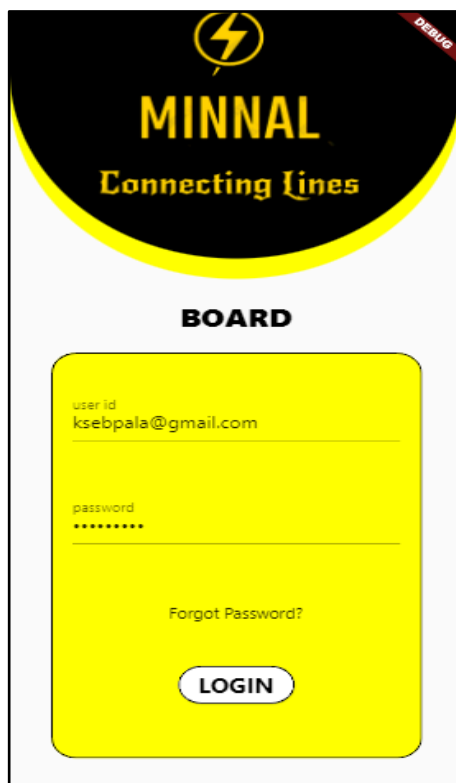 DEBUG
MINNAL
Connecting Lines
BOARD
user id
ksebpala@gmail.com
password
•••••••••
Forgot Password?
LOGIN